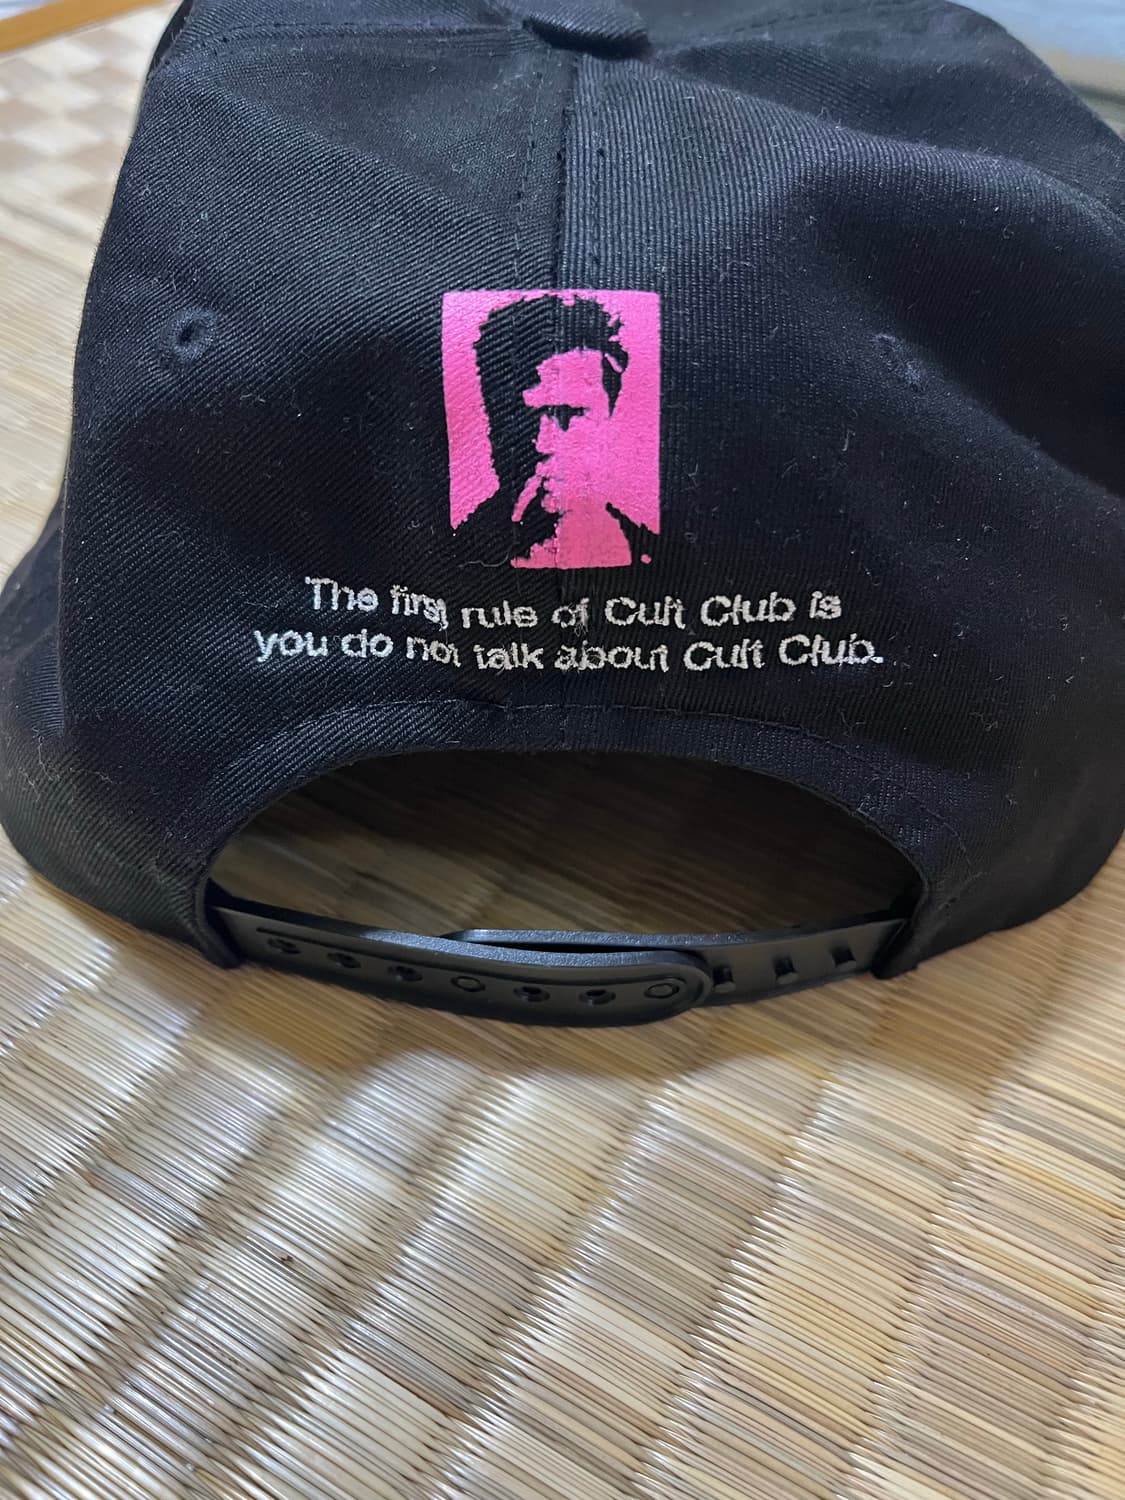 The first rule of Cult Club is
you do not talk about Cult Club.